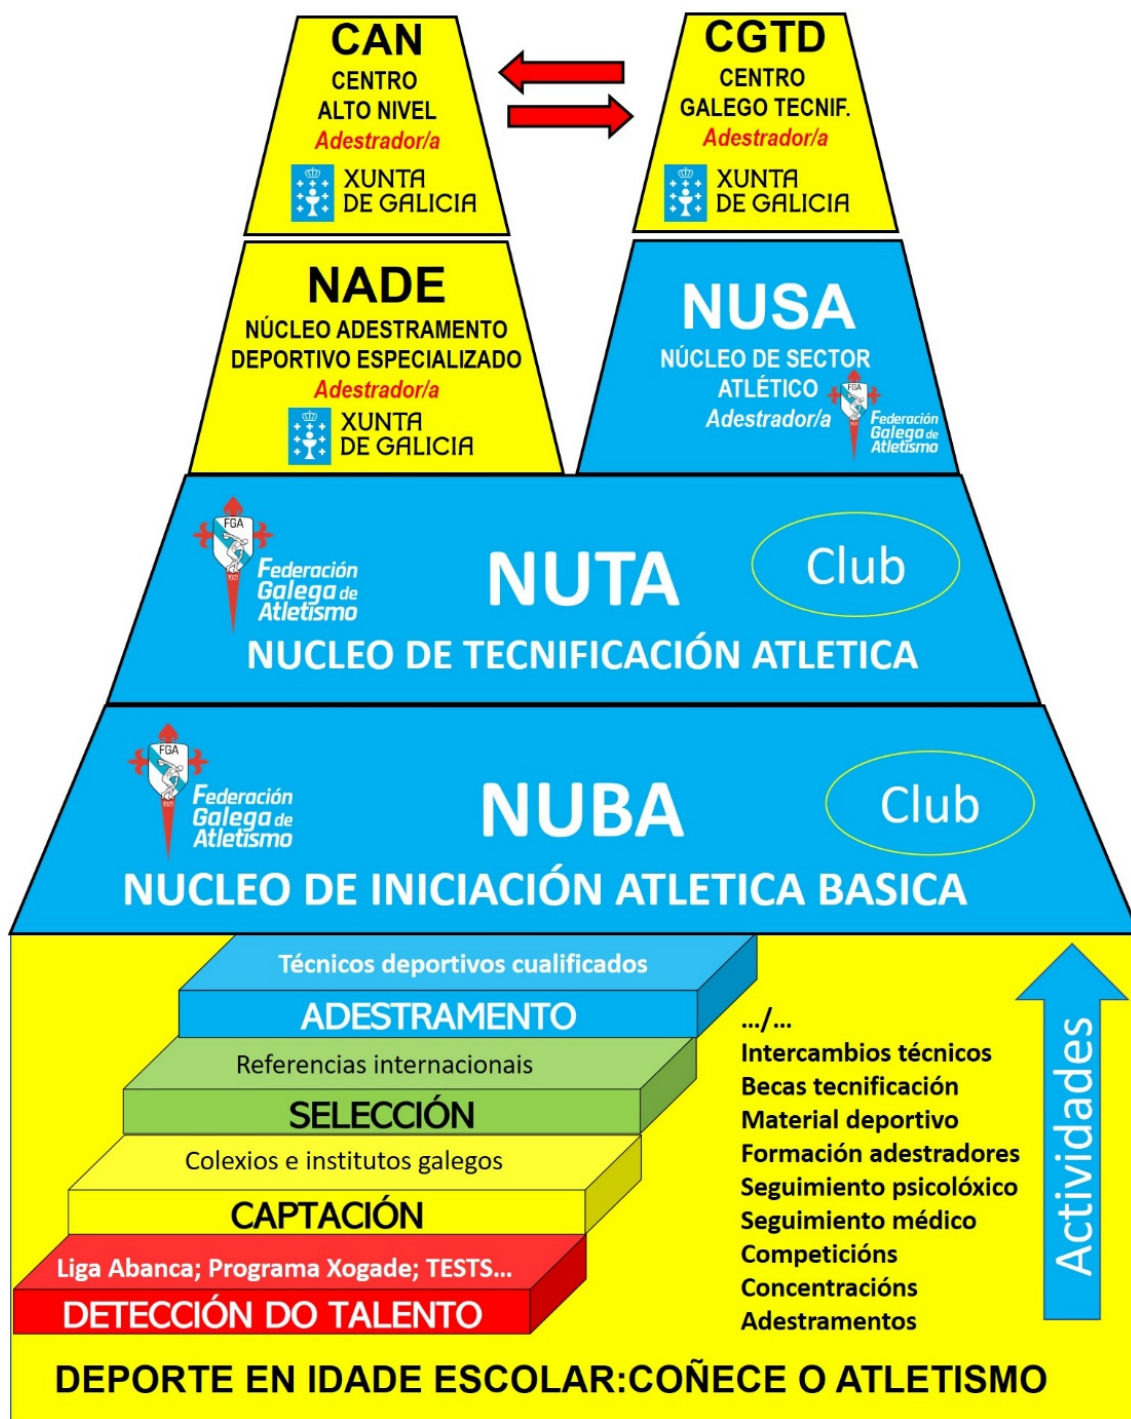 CAN
CENTRO
ALTO NIVEL
Adestrador/a
XUNTA
DE GALICIA
CGTD
CENTRO
GALEGO TECNIF.
Adestrador/a
XUNTA
DE GALICIA
NADE
NÚCLEO ADESTRAMENTO
DEPORTIVO ESPECIALIZADO
Adestrador/a
XUNTA
DE GALICIA
NUSA
NÚCLEO DE SECTOR
ATLÉTICO
Adestrador/a
FGA
Federación
Galega de
Atletismo
FGA
1921
Federación
Galega de
Atletismo
NUTA
Club
NUCLEO DE TECNIFICACIÓN ATLETICA
FGA
1921
Federación
Galega de
Atletismo
NUBA
Club
NUCLEO DE INICIACIÓN ATLETICA BASICA
Técnicos deportivos cualificados
ADESTRAMENTO
Referencias internacionais
SELECCIÓN
Colexios e institutos galegos
CAPTACIÓN
Liga Abanca; Programa Xogade; TESTS...
DETECCIÓN DO TALENTO
.../...
Intercambios técnicos
Becas tecnificación
Material deportivo
Formación adestradores
Seguimiento psicolóxico
Seguimiento médico
Competicións
Concentracións
Adestramentos
Actividades
DEPORTE EN IDADE ESCOLAR:COÑECE O ATLETISMO